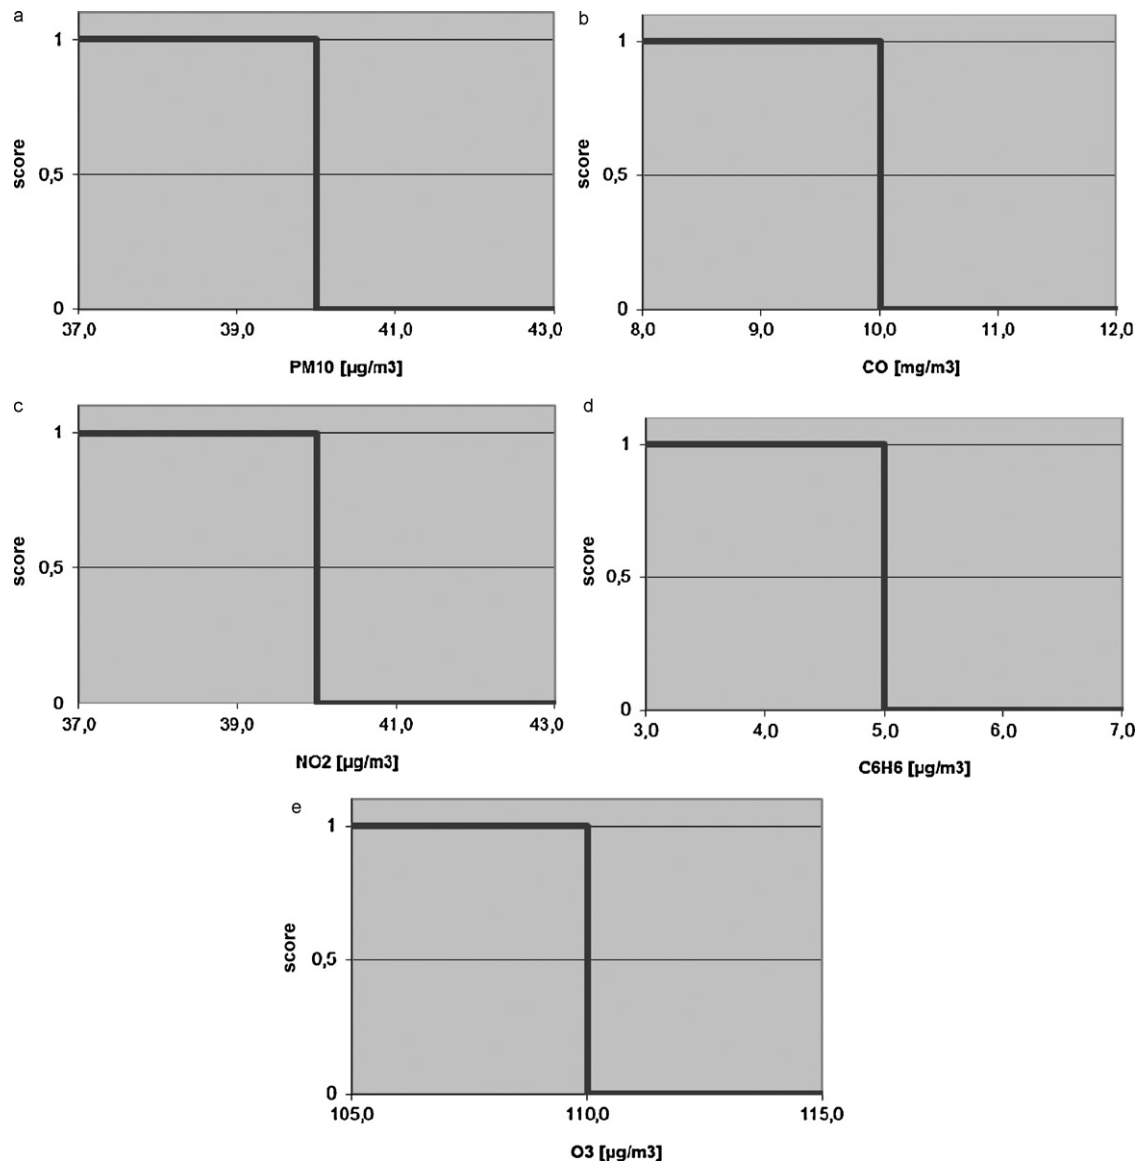 a
1
score
0,5
0
37,0 39,0 41,0 43,0
PM10 [µg/m3]
b
1
score
0,5
0
8,0 9,0 10,0 11,0 12,0
CO [mg/m3]
c
1
score
0,5
0
37,0 39,0 41,0 43,0
NO2 [µg/m3]
d
1
score
0,5
0
3,0 4,0 5,0 6,0 7,0
C6H6 [µg/m3]
e
1
score
0,5
0
105,0 110,0 115,0
O3 [µg/m3]